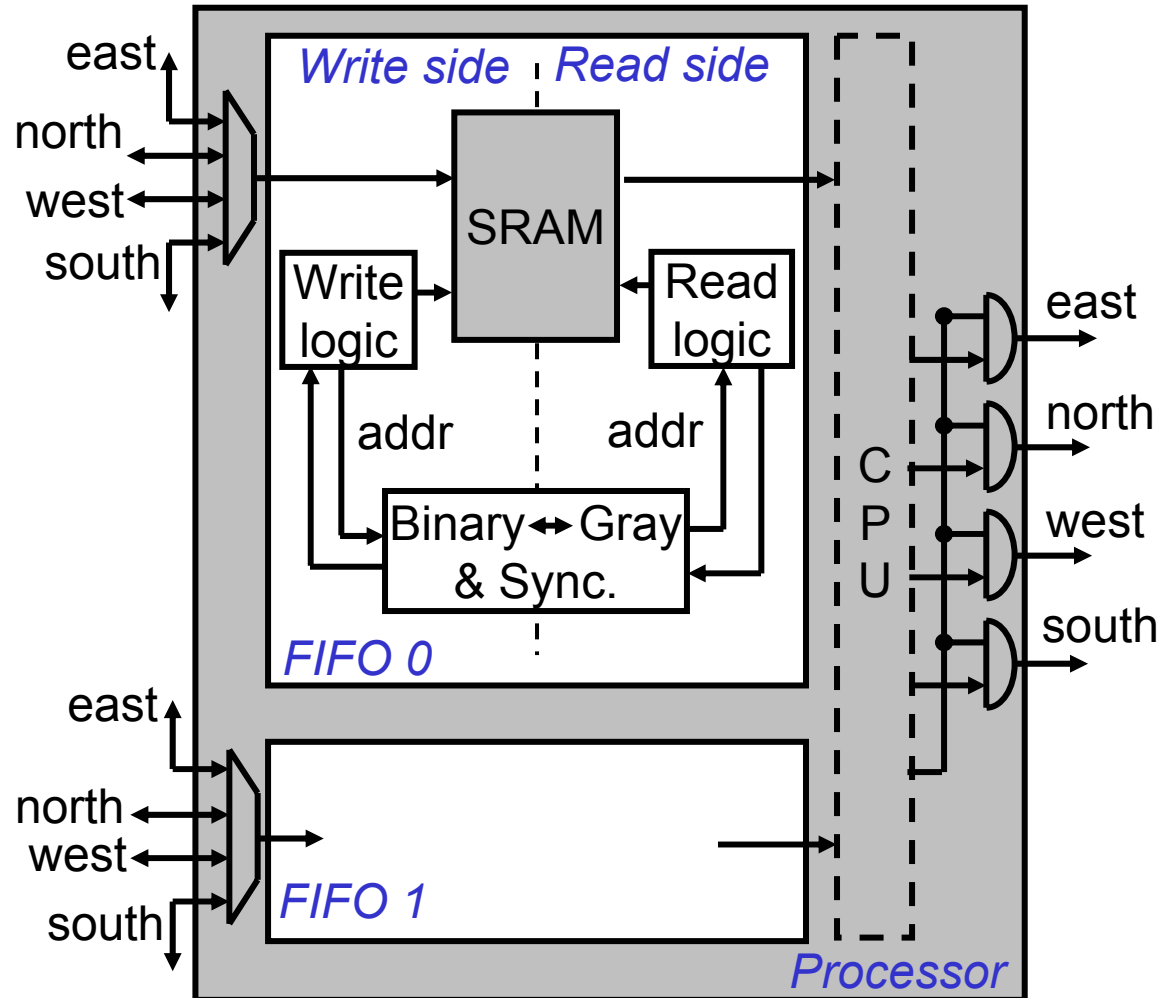 east
north
west
south
Write side
Read side
SRAM
Write
logic
Read
logic
addr
addr
Binary Gray
& Sync.
FIFO 0
east
north
west
south
FIFO 1
C
P
U
east
north
west
south
Processor